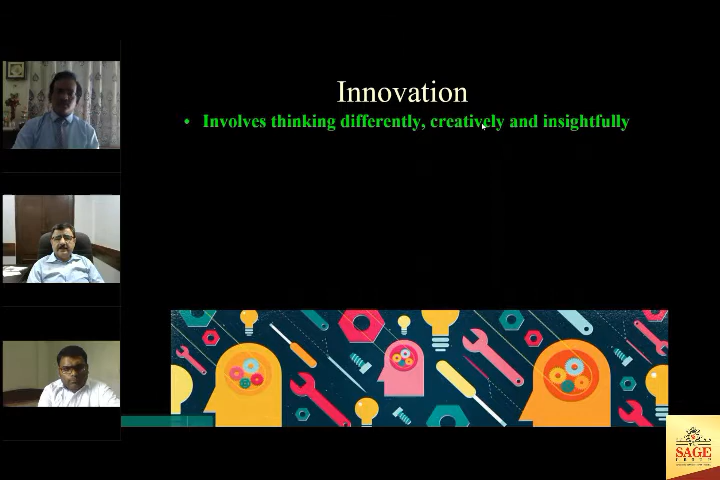 Innovation
• Involves thinking differently, creatively and insightfully
SAGE